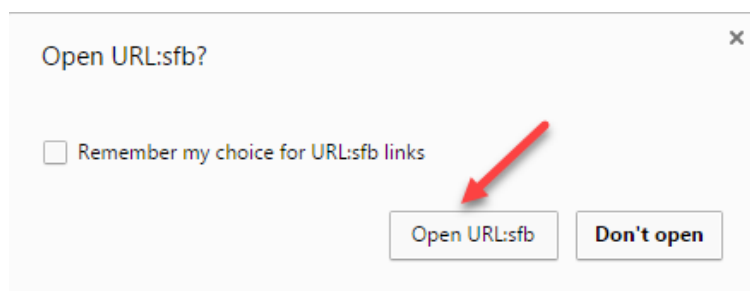 Open URL:sfb?
Remember my choice for URL:sfb links
Open URL:sfb
Don't open